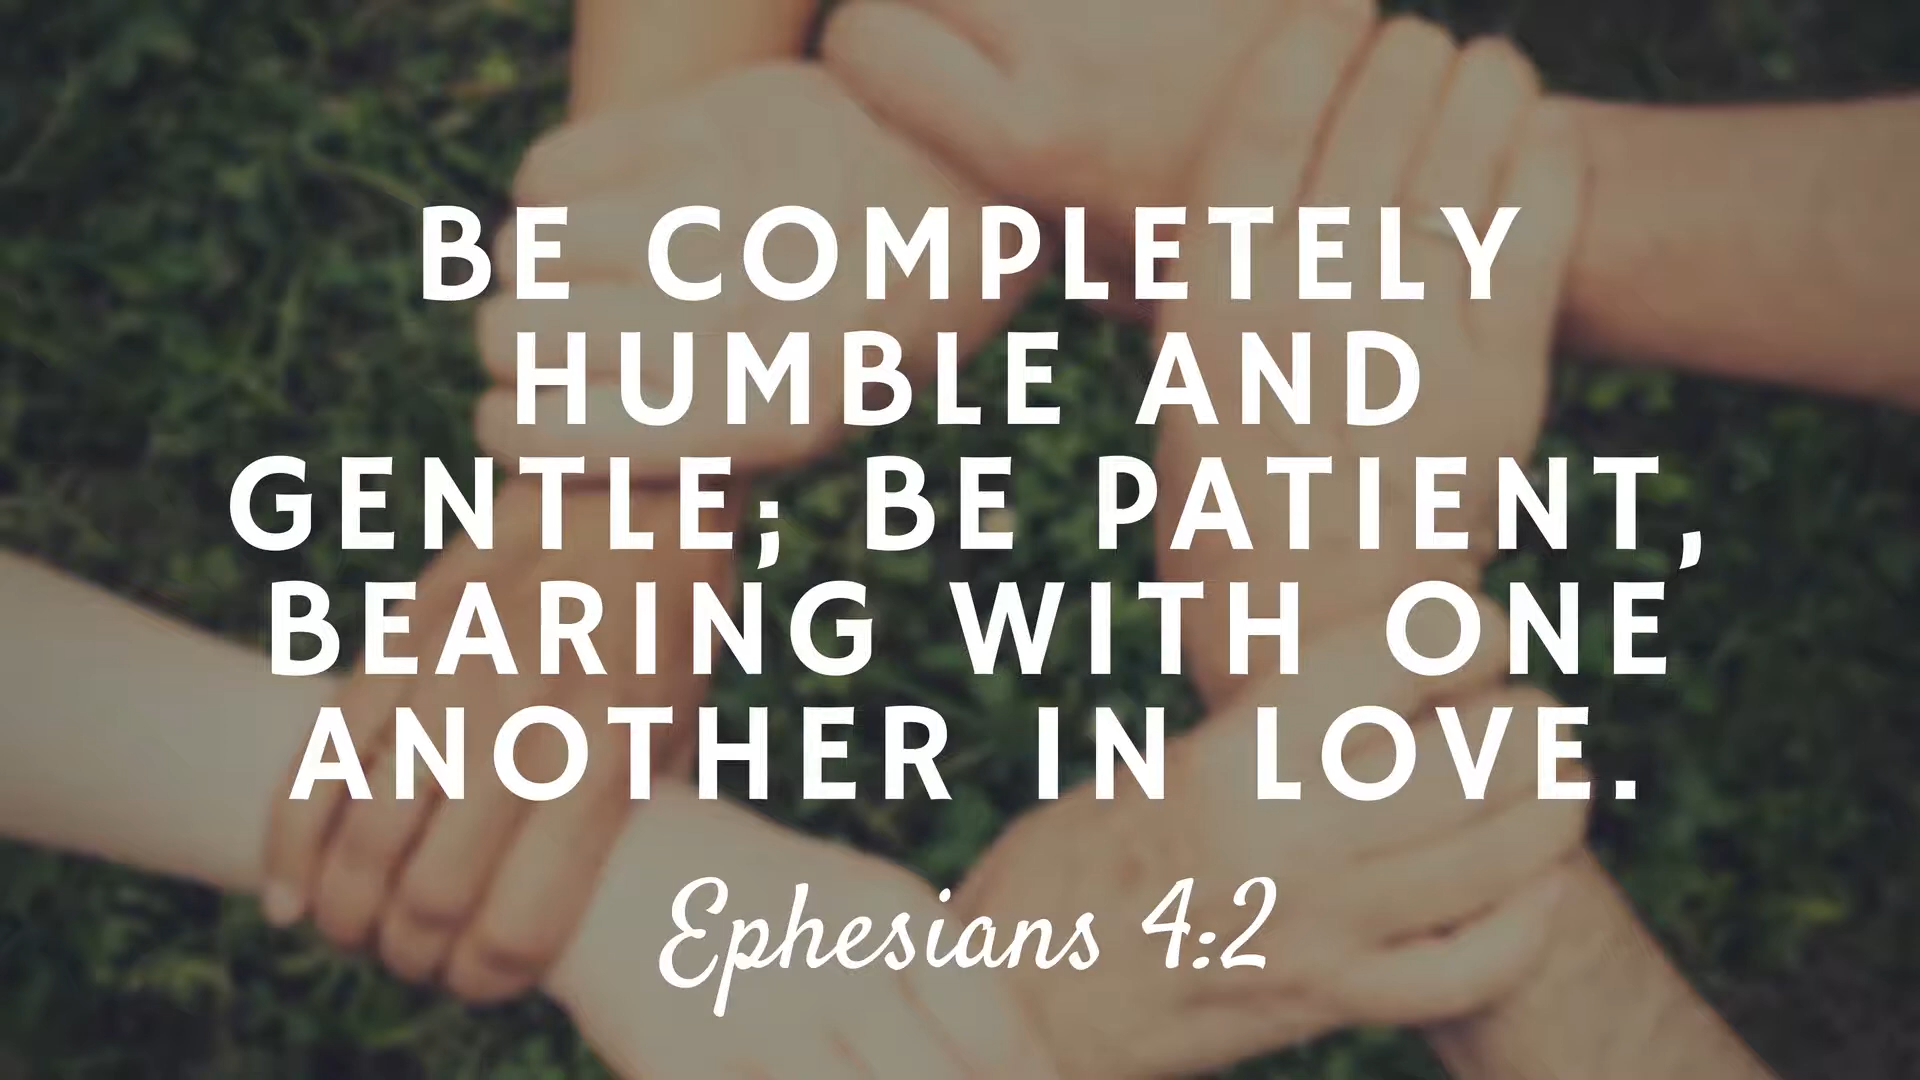 BE COMPLETELY
HUMBLE AND
GENTLE; BE PATIENT,
BEARING WITH ONE
ANOTHER IN LOVE.
Ephesians 4:2